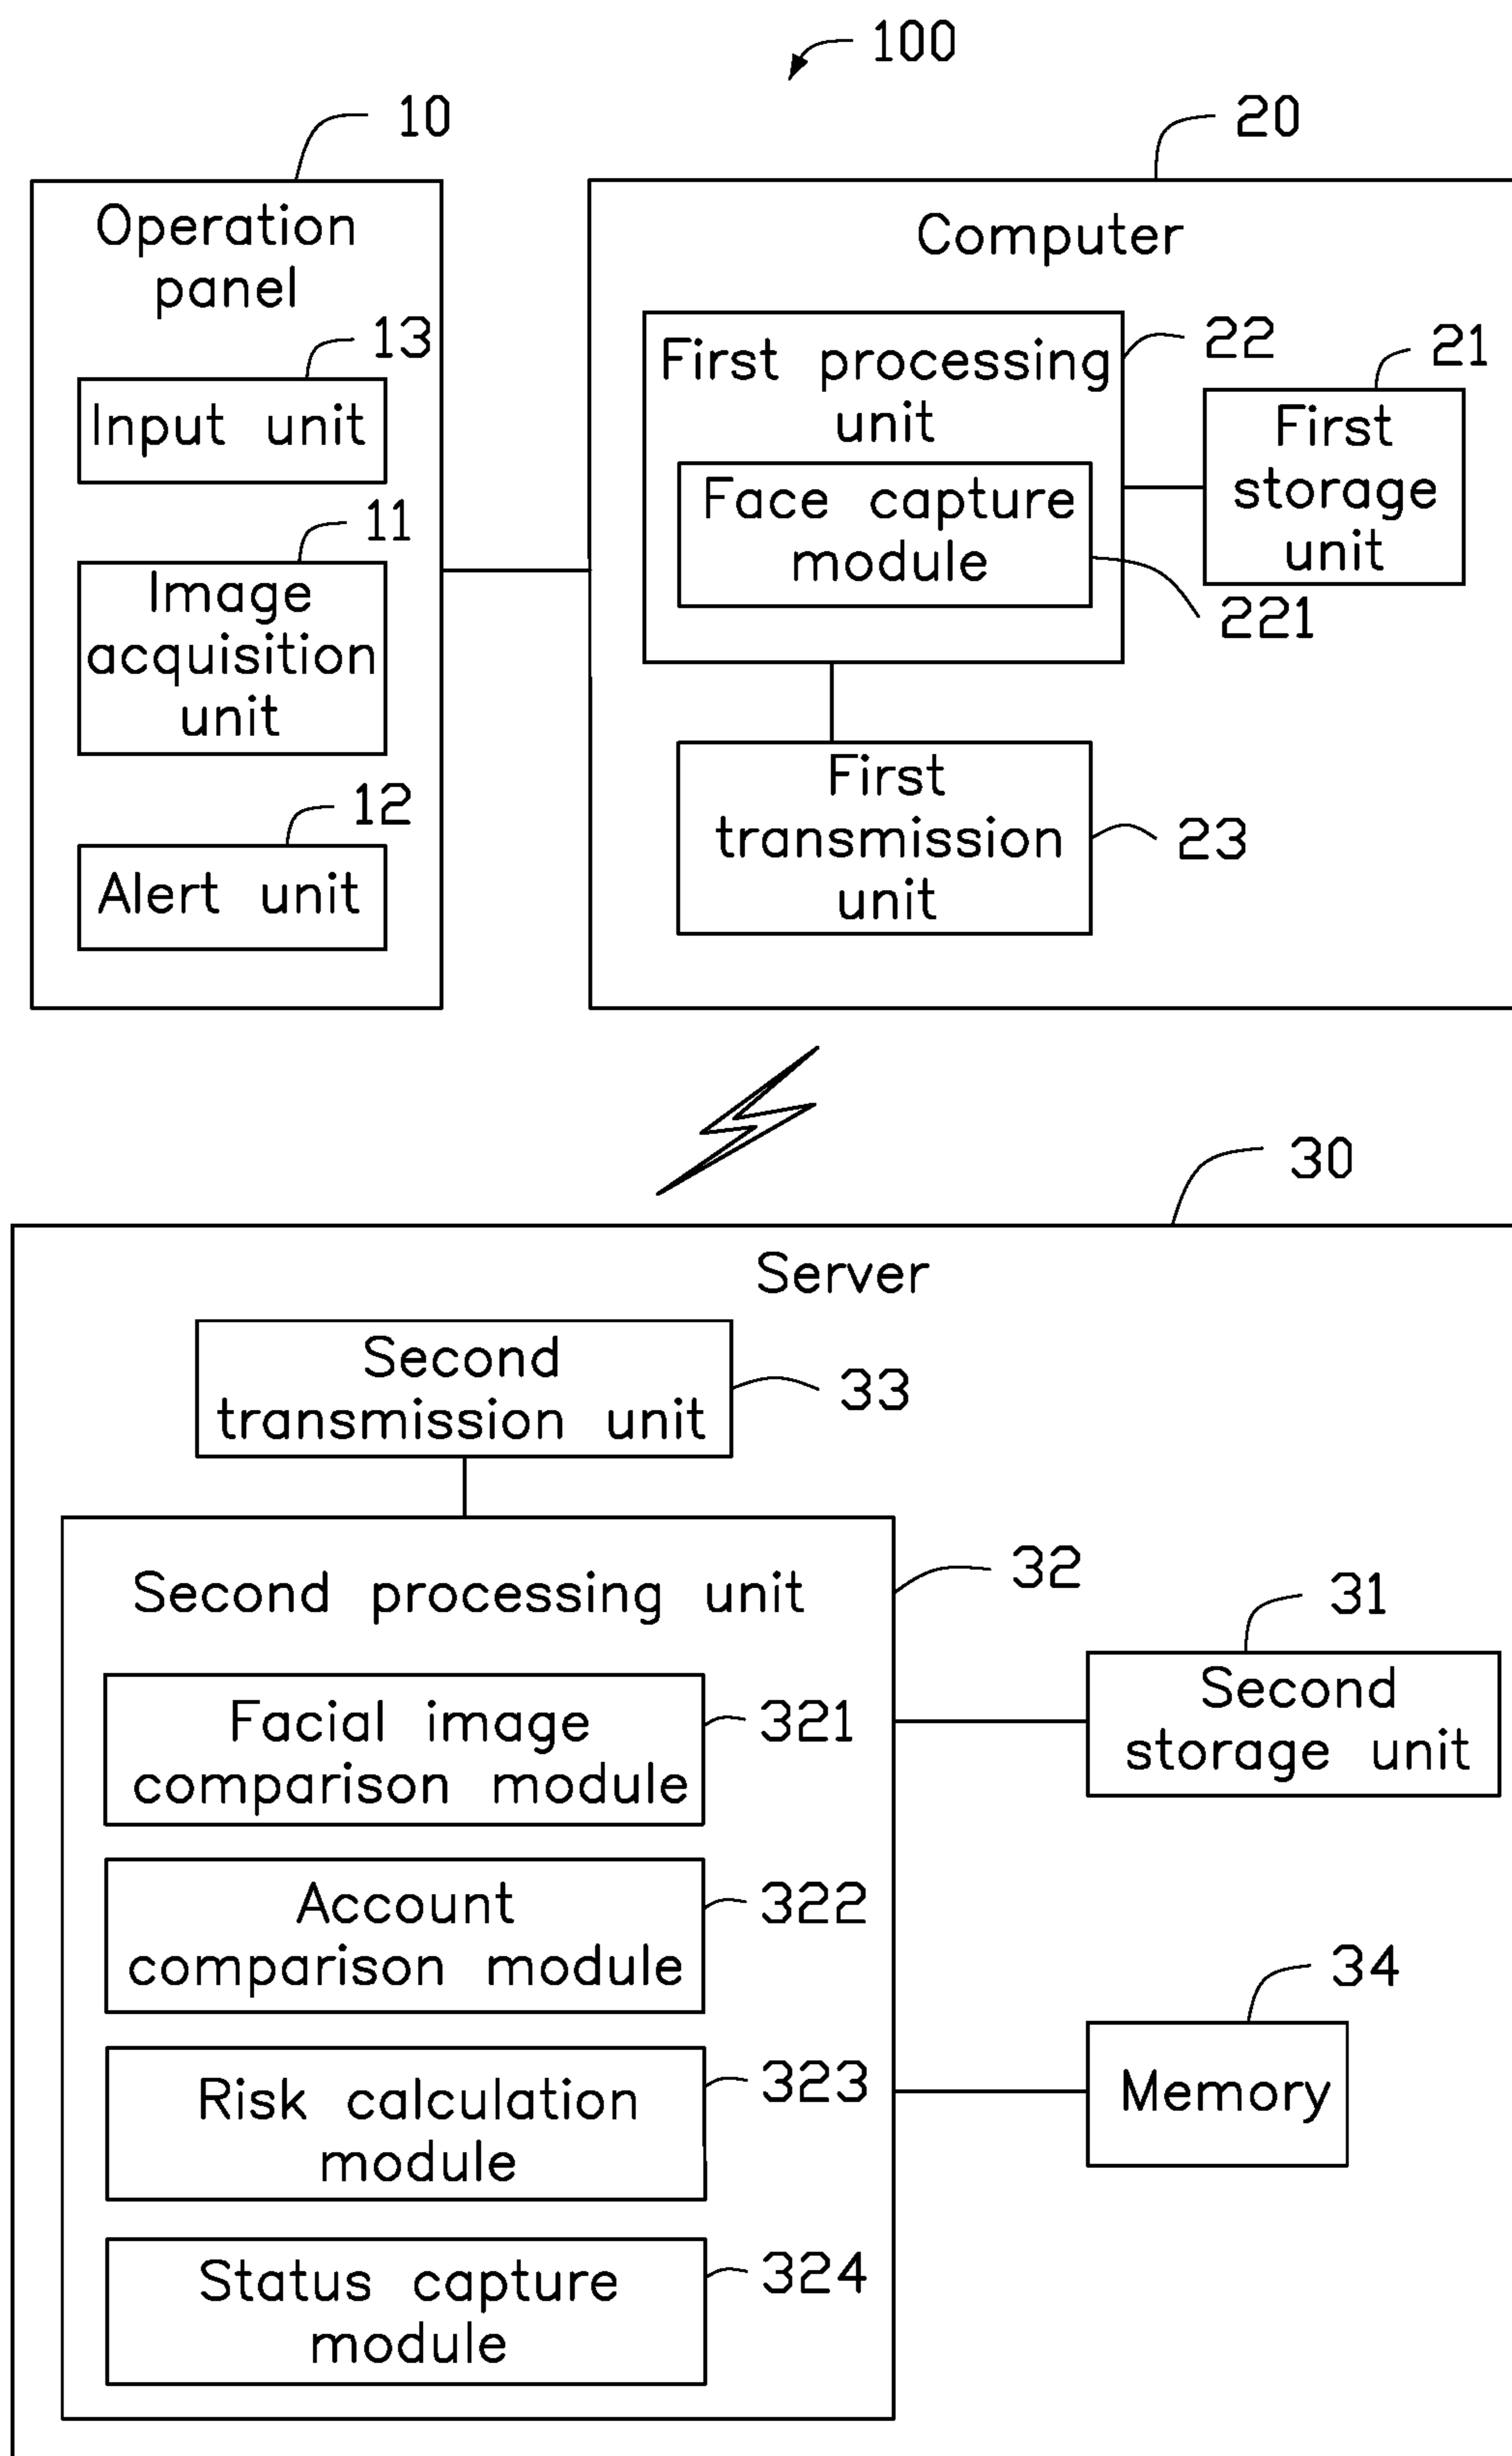 100
10
20
Operation
panel
13
Input unit
11
Image
acquisition
unit
12
Alert unit
Computer
22
First processing
unit
21
First
storage
unit
Face capture
module
221
First
transmission
unit
23
30
Server
Second
transmission unit
33
32
Second processing unit
31
Second
storage unit
Facial image
comparison module
321
Account
comparison module
322
34
Memory
Risk calculation
module
323
Status capture
module
324